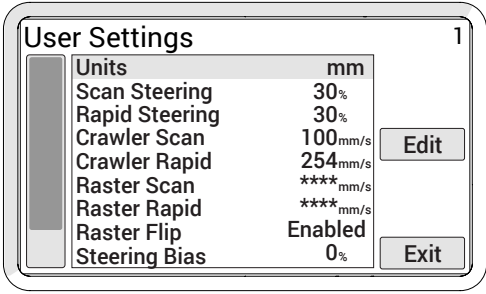 User Settings 1
Units mm
Scan Steering 30%
Rapid Steering 30%
Crawler Scan 100mm/s
Crawler Rapid 254mm/s
Raster Scan ****mm/s
Raster Rapid ****mm/s
Raster Flip Enabled
Steering Bias 0%
Edit
Exit